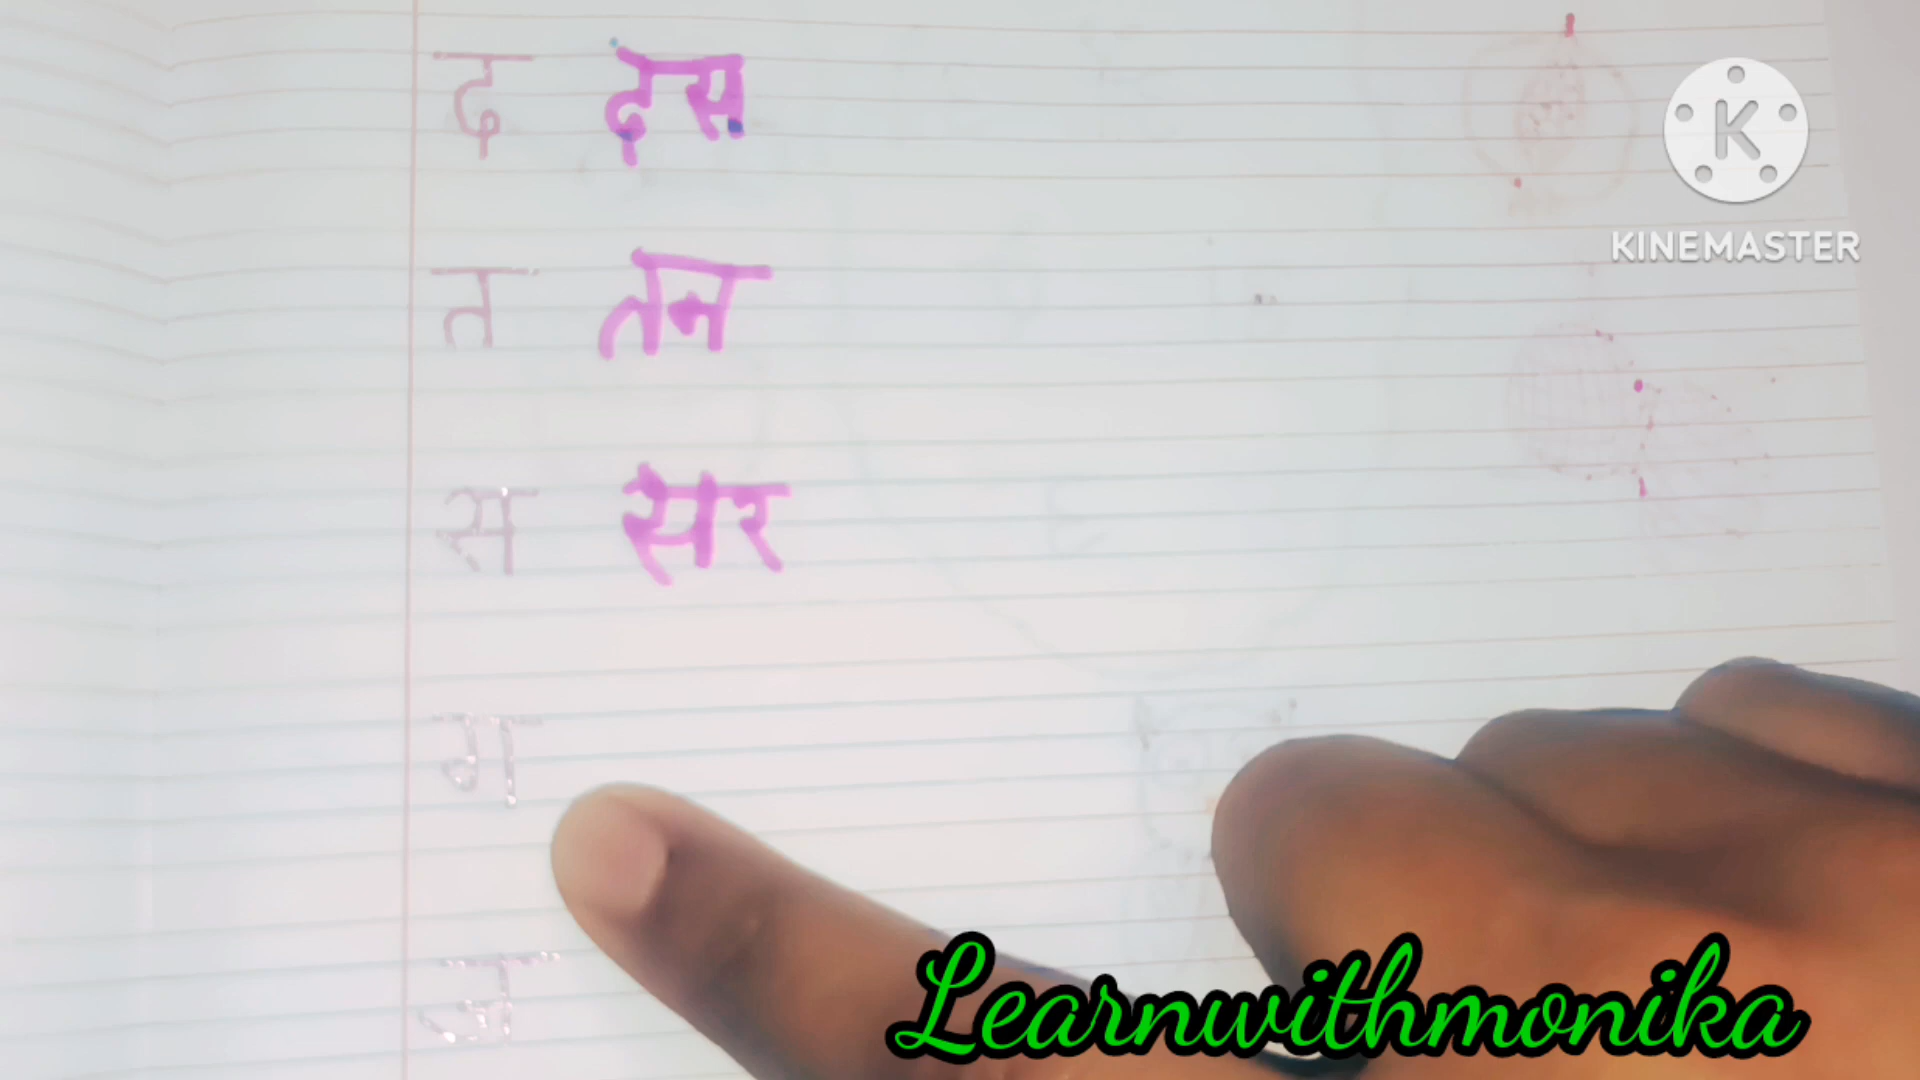 द दस
त तन
स सर
ग
ज
K
KINEMASTER
Learnwithmonika